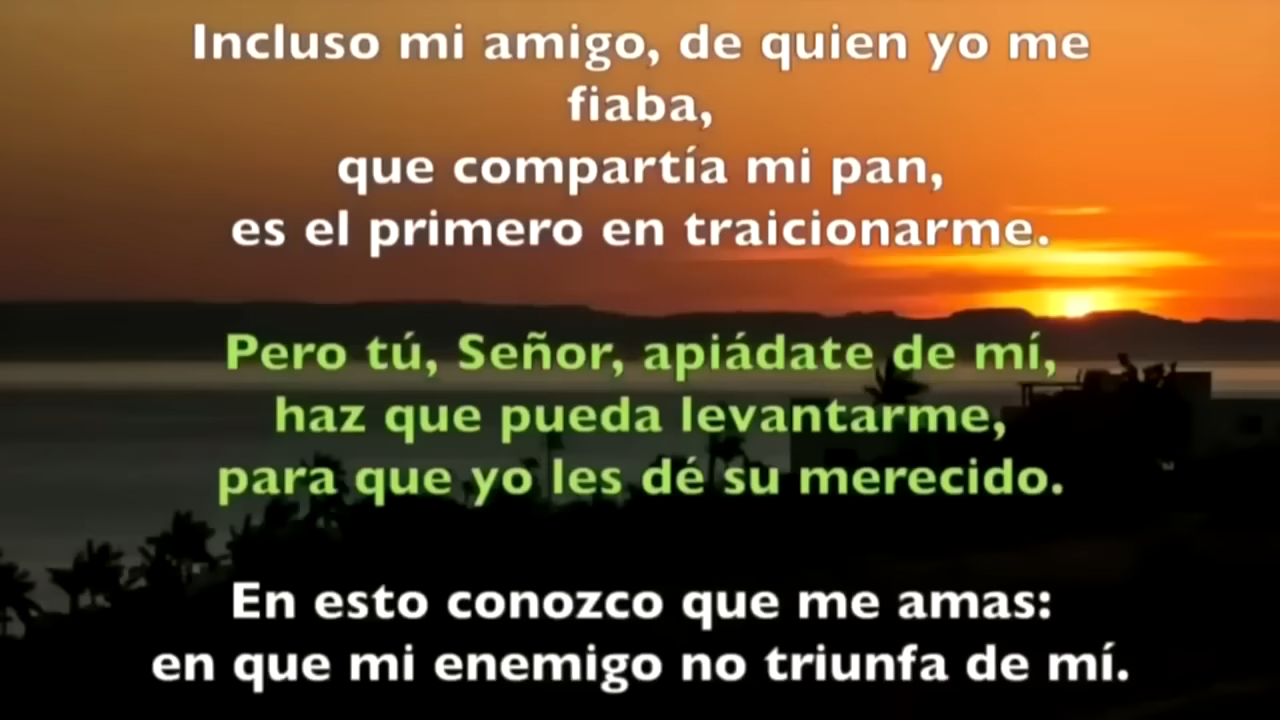 Incluso mi amigo, de quien yo me
fiaba,
que compartía mi pan,
es el primero en traicionarme.
Pero tú, Señor, apiádate de mí,
haz que pueda levantarme,
para que yo les dé su merecido.
En esto conozco que me amas:
en que mi enemigo no triunfa de mí.